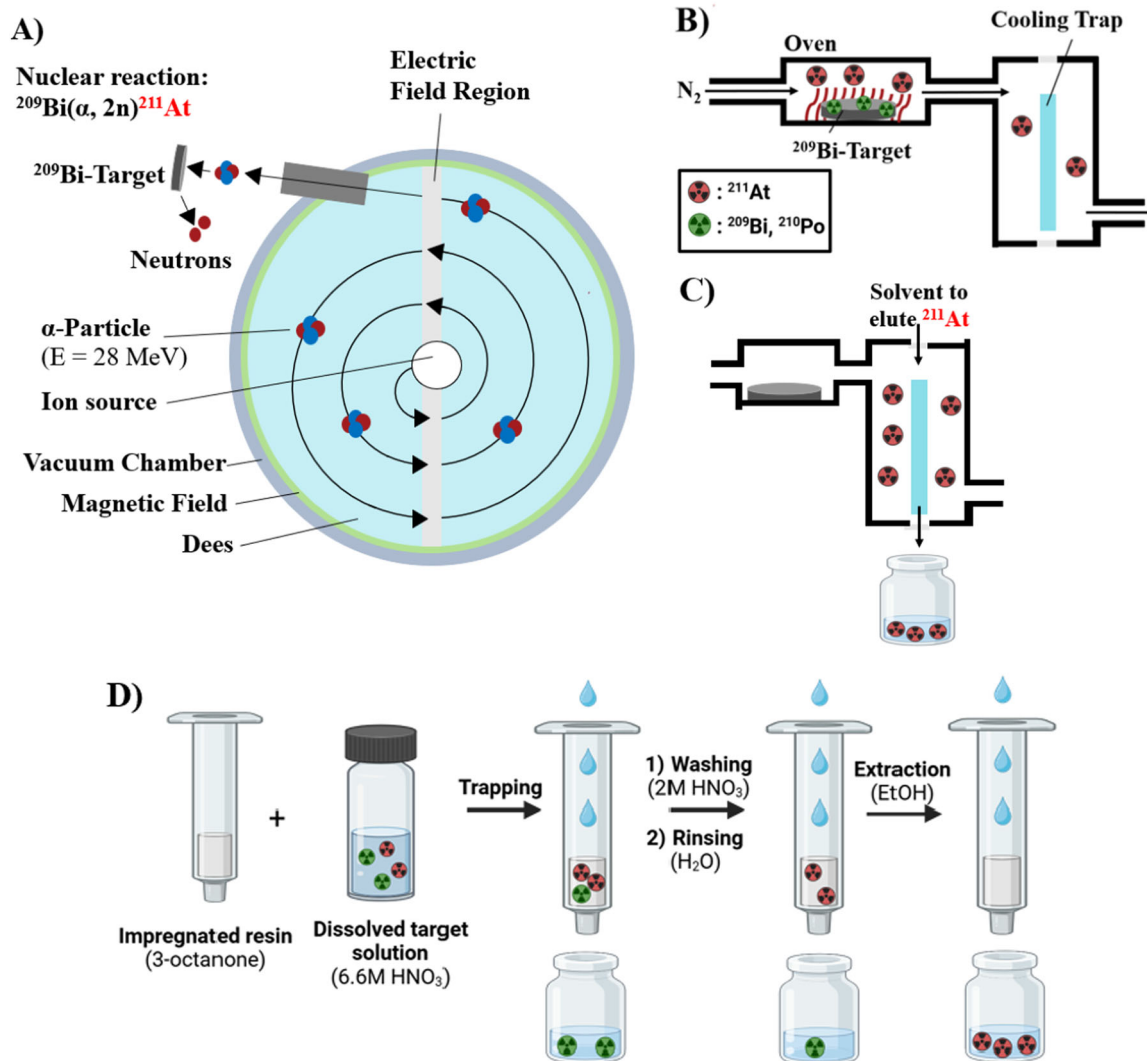 A)
Nuclear reaction:
²⁰⁹Bi(α, 2n)²¹¹At
Electric
Field Region
²⁰⁹Bi-Target
Neutrons
α-Particle
(E = 28 MeV)
Ion source
Vacuum Chamber
Magnetic Field
Dees
B)
Cooling Trap
Oven
N₂
²⁰⁹Bi-Target
: ²¹¹At
: ²⁰⁹Bi, ²¹⁰Po
C)
Solvent to
elute ²¹¹At
D)
Impregnated resin
(3-octanone)
+
Dissolved target
solution
(6.6M HNO₃)
Trapping
1) Washing
(2M HNO₃)
2) Rinsing
(H₂O)
Extraction
(EtOH)